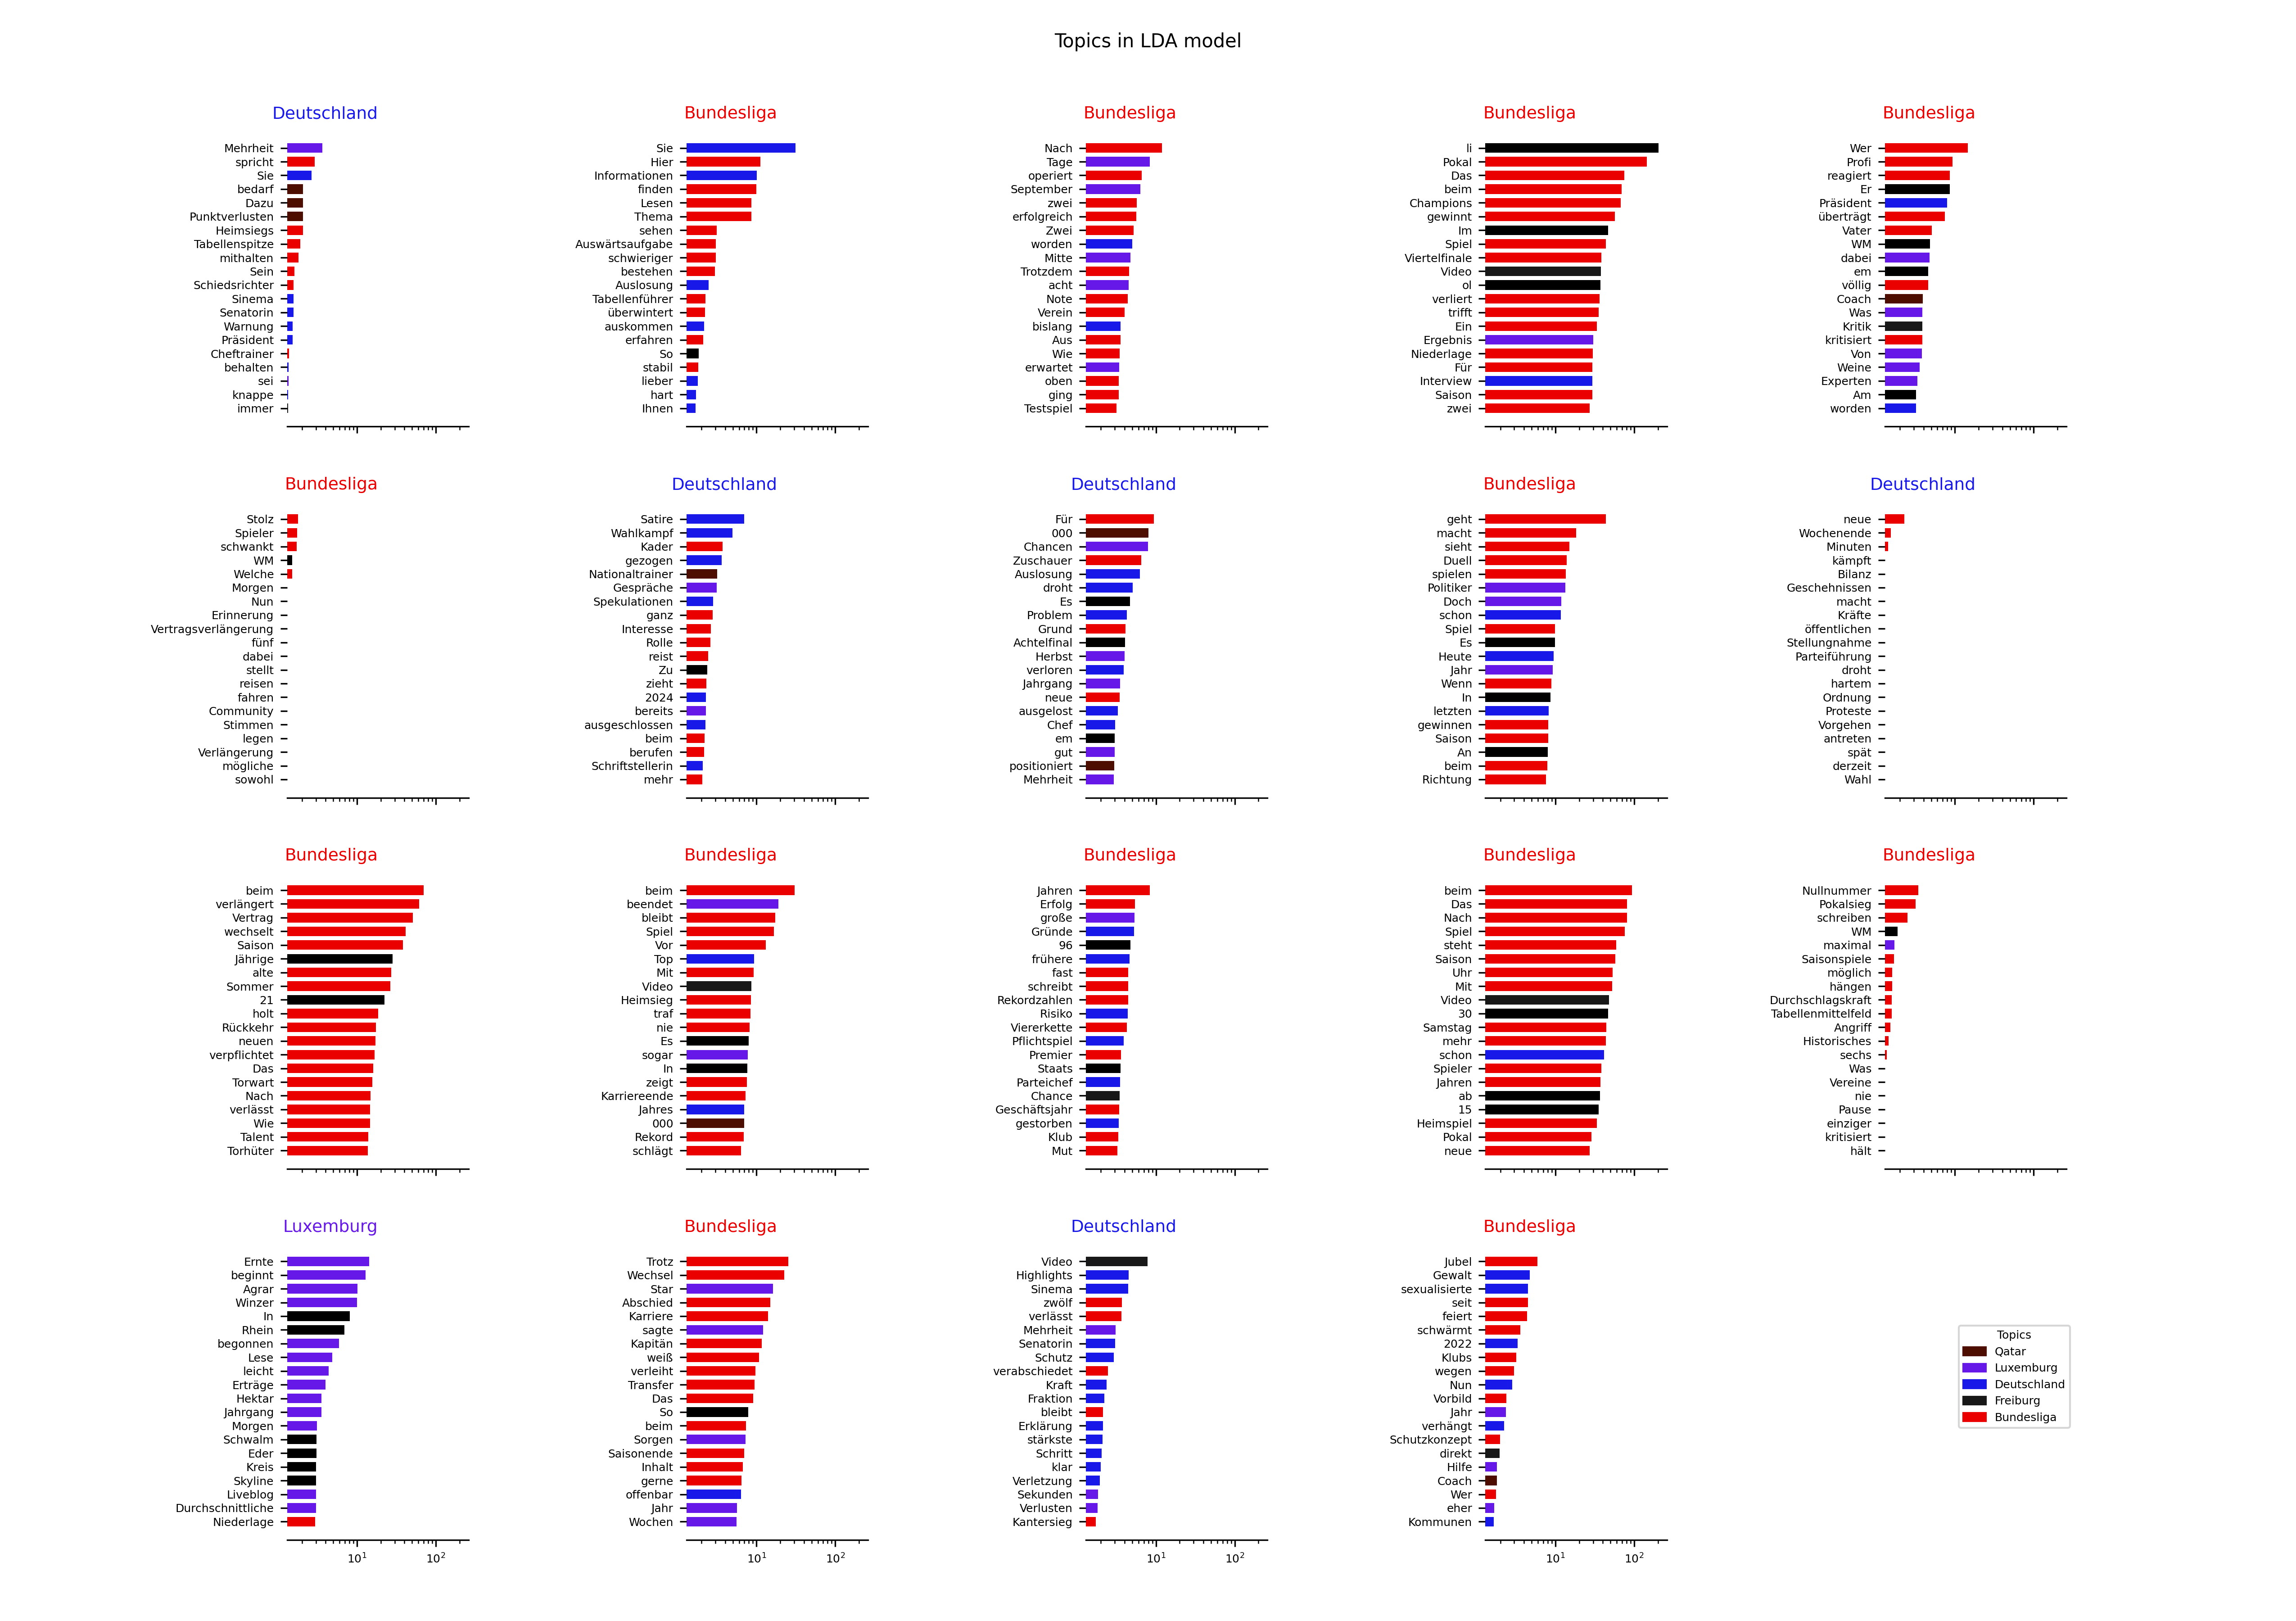 Topics in LDA model
Deutschland
Mehrheit
spricht
Sie
bedarf
Dazu
Punktverlusten
Heimsiegs
Tabellenspitze
mithalten
Sein
Schiedsrichter
Sinema
Senatorin
Warnung
Präsident
Cheftrainer
behalten
sei
knappe
immer
Bundesliga
Sie
Hier
Informationen
finden
Lesen
Thema
sehen
Auswärtsaufgabe
schwieriger
bestehen
Auslosung
Tabellenführer
überwintert
auskommen
erfahren
So
stabil
lieber
hart
Ihnen
Bundesliga
Nach
Tage
operiert
September
zwei
erfolgreich
Zwei
worden
Mitte
Trotzdem
acht
Note
Verein
bislang
Aus
Wie
erwartet
oben
ging
Testspiel
Bundesliga
li
Pokal
Das
beim
Champions
gewinnt
Im
Spiel
Viertelfinale
Video
ol
verliert
trifft
Ein
Ergebnis
Niederlage
Für
Interview
Saison
zwei
Bundesliga
Wer
Profi
reagiert
Er
Präsident
überträgt
Vater
WM
dabei
em
völlig
Coach
Was
Kritik
kritisiert
Von
Weine
Experten
Am
worden
Bundesliga
Stolz
Spieler
schwankt
WM
Welche
Morgen
Nun
Erinnerung
Vertragsverlängerung
fünf
dabei
stellt
reisen
fahren
Community
Stimmen
legen
Verlängerung
mögliche
sowohl
Deutschland
Satire
Wahlkampf
Kader
gezogen
Nationaltrainer
Gespräche
Spekulationen
ganz
Interesse
Rolle
reist
Zu
zieht
2024
bereits
ausgeschlossen
beim
berufen
Schriftstellerin
mehr
Deutschland
Für
000
Chancen
Zuschauer
Auslosung
droht
Es
Problem
Grund
Achtelfinal
Herbst
verloren
Jahrgang
neue
ausgelost
Chef
em
gut
positioniert
Mehrheit
Bundesliga
geht
macht
sieht
Duell
spielen
Politiker
Doch
schon
Spiel
Es
Heute
Jahr
Wenn
In
letzten
gewinnen
Saison
An
beim
Richtung
Deutschland
neue
Wochenende
Minuten
kämpft
Bilanz
Geschehnissen
macht
Kräfte
öffentlichen
Stellungnahme
Parteiführung
droht
hartem
Ordnung
Proteste
Vorgehen
antreten
spät
derzeit
Wahl
Bundesliga
beim
verlängert
Vertrag
wechselt
Saison
Jährige
alte
Sommer
21
holt
Rückkehr
neuen
verpflichtet
Das
Torwart
Nach
verlässt
Wie
Talent
Torhüter
Bundesliga
beim
beendet
bleibt
Spiel
Vor
Top
Mit
Video
Heimsieg
traf
nie
Es
sogar
In
zeigt
Karriereende
Jahres
000
Rekord
schlägt
Bundesliga
Jahren
Erfolg
große
Gründe
96
frühere
fast
schreibt
Rekordzahlen
Risiko
Viererkette
Pflichtspiel
Premier
Staats
Parteichef
Chance
Geschäftsjahr
gestorben
Klub
Mut
Bundesliga
beim
Das
Nach
Spiel
steht
Saison
Uhr
Mit
Video
30
Samstag
mehr
schon
Spieler
Jahren
ab
15
Heimspiel
Pokal
neue
Bundesliga
Nullnummer
Pokalsieg
schreiben
WM
maximal
Saisonspiele
möglich
hängen
Durchschlagskraft
Tabellenmittelfeld
Angriff
Historisches
sechs
Was
Vereine
nie
Pause
einziger
kritisiert
hält
Luxemburg
Ernte
beginnt
Agrar
Winzer
In
Rhein
begonnen
Lese
leicht
Erträge
Hektar
Jahrgang
Morgen
Schwalm
Eder
Kreis
Skyline
Liveblog
Durchschnittliche
Niederlage
10¹ 10²
Bundesliga
Trotz
Wechsel
Star
Abschied
Karriere
sagte
Kapitän
weiß
verleiht
Transfer
Das
So
beim
Sorgen
Saisonende
Inhalt
gerne
offenbar
Jahr
Wochen
10¹ 10²
Deutschland
Video
Highlights
Sinema
zwölf
verlässt
Mehrheit
Senatorin
Schutz
verabschiedet
Kraft
Fraktion
bleibt
Erklärung
stärkste
Schritt
klar
Verletzung
Sekunden
Verlusten
Kantersieg
10¹ 10²
Bundesliga
Jubel
Gewalt
sexualisierte
seit
feiert
schwärmt
2022
Klubs
wegen
Nun
Vorbild
Jahr
verhängt
Schutzkonzept
direkt
Hilfe
Coach
Wer
eher
Kommunen
10¹ 10²
Topics
Qatar
Luxemburg
Deutschland
Freiburg
Bundesliga